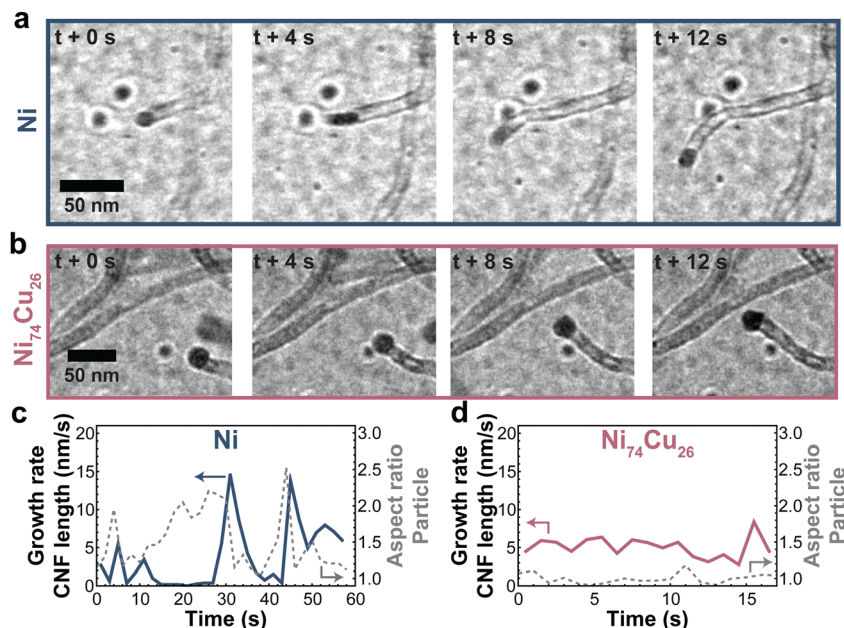 a
t + 0 s
t + 4 s
t + 8 s
t + 12 s
Ni
50 nm
b
t + 0 s
t + 4 s
t + 8 s
t + 12 s
Ni74Cu26
50 nm
c
Ni
Growth rate
CNF length (nm/s)
20
15
10
5
0
3.0
2.5
2.0
1.5
1.0
Aspect ratio
Particle
0 10 20 30 40 50 60
Time (s)
d
Ni74Cu26
Growth rate
CNF length (nm/s)
20
15
10
5
0
3.0
2.5
2.0
1.5
1.0
Aspect ratio
Particle
0 5 10 15
Time (s)